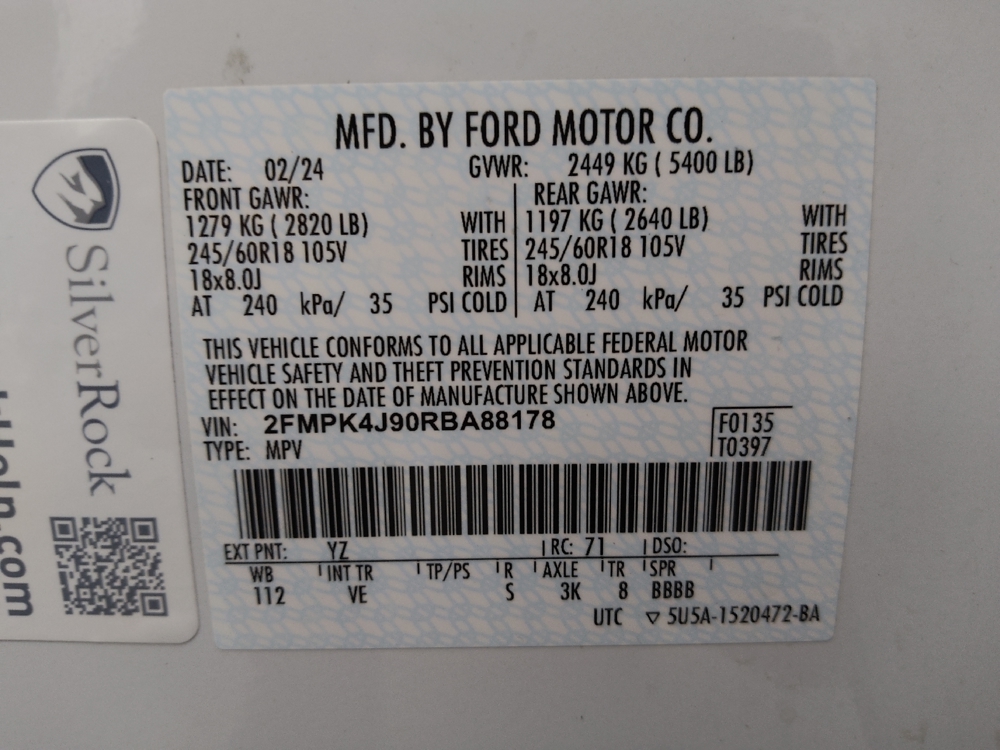 MFD. BY FORD MOTOR CO.
DATE: 02/24 GVWR: 2449 KG ( 5400 LB)
FRONT GAWR: REAR GAWR:
1279 KG ( 2820 LB) WITH 1197 KG ( 2640 LB) WITH
245/60R18 105V TIRES 245/60R18 105V TIRES
18x8.0J RIMS 18x8.0J RIMS
AT 240 kPa/ 35 PSI COLD AT 240 kPa/ 35 PSI COLD
THIS VEHICLE CONFORMS TO ALL APPLICABLE FEDERAL MOTOR
VEHICLE SAFETY AND THEFT PREVENTION STANDARDS IN
EFFECT ON THE DATE OF MANUFACTURE SHOWN ABOVE.
VIN: 2FMPK4J90RBA88178 F0135
TYPE: MPV T0397
EXT PNT: YZ RC: 71 DSO:
WB INT TR TP/PS R AXLE TR SPR
112 VE S 3K 8 BBBB
UTC ▽ 5U5A-1520472-BA
SilverRock
.com